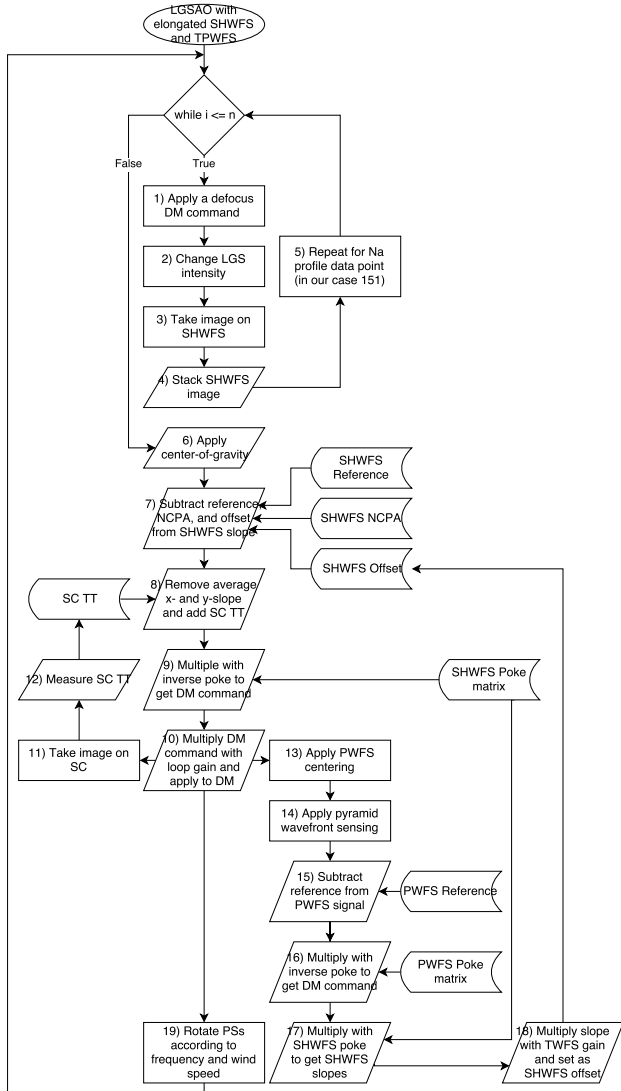 LGSAO with
elongated SHWFS
and TPWFS
while i <= n
False
True
1) Apply a defocus
DM command
2) Change LGS
intensity
3) Take image on
SHWFS
4) Stack SHWFS
image
5) Repeat for Na
profile data point
(in our case 151)
6) Apply
center-of-gravity
7) Subtract reference
NCPA, and offset
from SHWFS slope
SHWFS
Reference
SHWFS NCPA
SHWFS Offset
8) Remove average
x- and y-slope
and add SC TT
SC TT
12) Measure SC TT
11) Take image on
SC
9) Multiple with
inverse poke to
get DM command
SHWFS Poke
matrix
10) Multiply DM
command with
loop gain and
apply to DM
13) Apply PWFS
centering
14) Apply pyramid
wavefront sensing
15) Subtract
reference from
PWFS signal
PWFS Reference
16) Multiply with
inverse poke to
get DM command
PWFS Poke
matrix
17) Multiply with
SHWFS poke
to get SHWFS
slopes
18) Multiply slope
with TWFS gain
and set as
SHWFS offset
19) Rotate PSs
according to
frequency and wind
speed